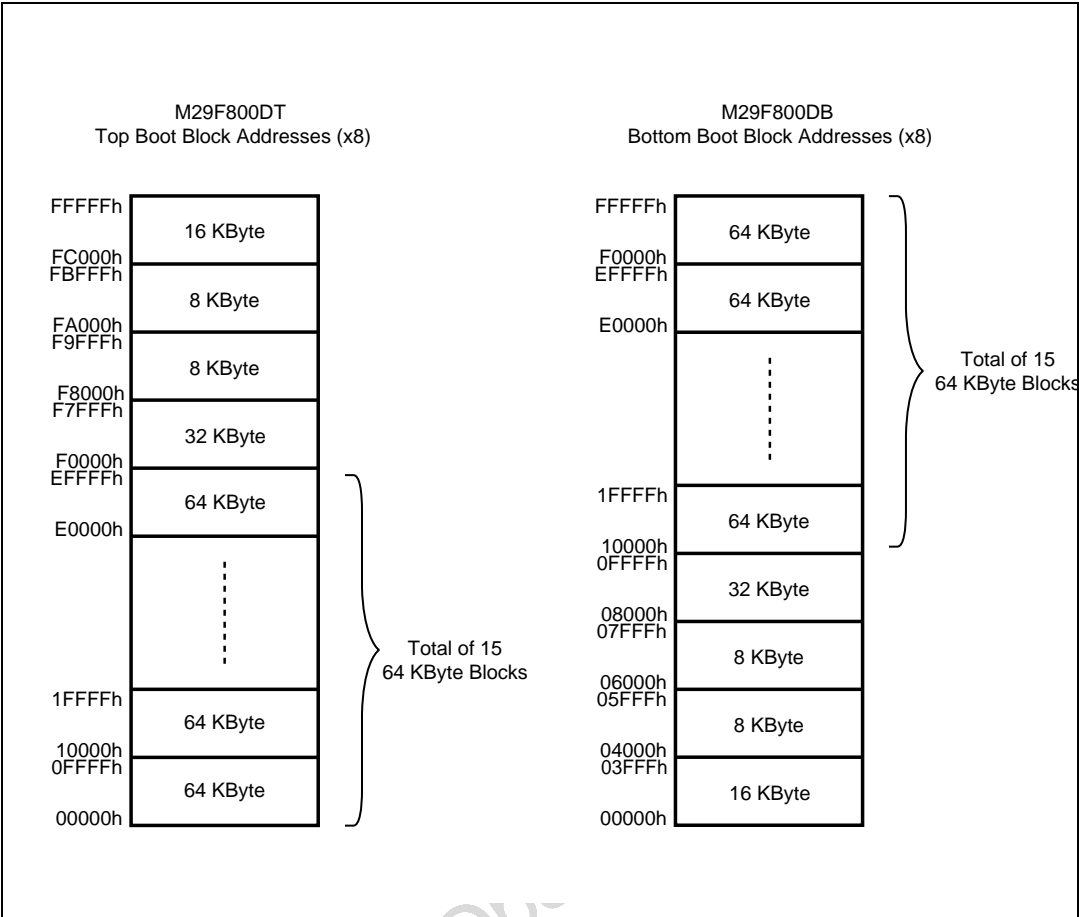 M29F800DT
Top Boot Block Addresses (x8)
FFFFFh
16 KByte
FC000h
FBFFFh
8 KByte
FA000h
F9FFFh
8 KByte
F8000h
F7FFFh
32 KByte
F0000h
EFFFFh
64 KByte
E0000h
Total of 15
64 KByte Blocks
1FFFFh
64 KByte
10000h
0FFFFh
64 KByte
00000h
M29F800DB
Bottom Boot Block Addresses (x8)
FFFFFh
64 KByte
F0000h
EFFFFh
64 KByte
E0000h
Total of 15
64 KByte Blocks
1FFFFh
64 KByte
10000h
0FFFFh
32 KByte
08000h
07FFFh
8 KByte
06000h
05FFFh
8 KByte
04000h
03FFFh
16 KByte
00000h